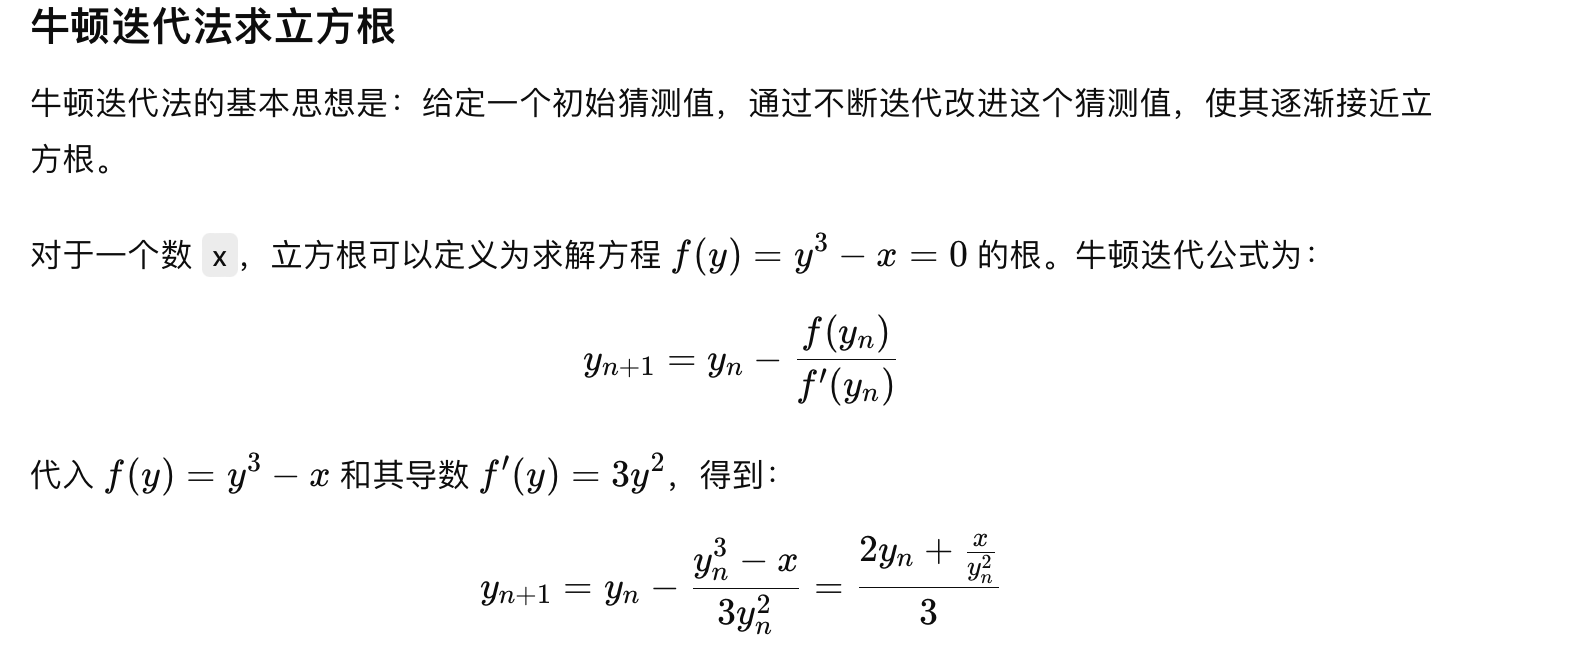 牛顿迭代法求立方根
牛顿迭代法的基本思想是：给定一个初始猜测值，通过不断迭代改进这个猜测值，使其逐渐接近立
方根。
对于一个数 x，立方根可以定义为求解方程 $f(y) = y^3 - x = 0$ 的根。牛顿迭代公式为：
$y_{n+1} = y_n - \frac{f(y_n)}{f'(y_n)}$
代入 $f(y) = y^3 - x$ 和其导数 $f'(y) = 3y^2$，得到：
$y_{n+1} = y_n - \frac{y_n^3 - x}{3y_n^2} = \frac{2y_n + \frac{x}{y_n^2}}{3}$